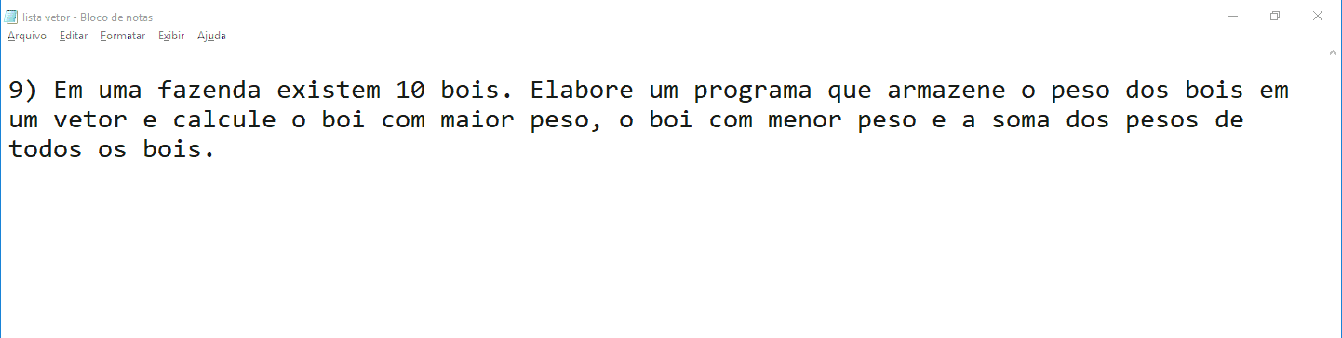 lista vetor - Bloco de notas
Arquivo Editar Formatar Exibir Ajuda
9) Em uma fazenda existem 10 bois. Elabore um programa que armazene o peso dos bois em
um vetor e calcule o boi com maior peso, o boi com menor peso e a soma dos pesos de
todos os bois.